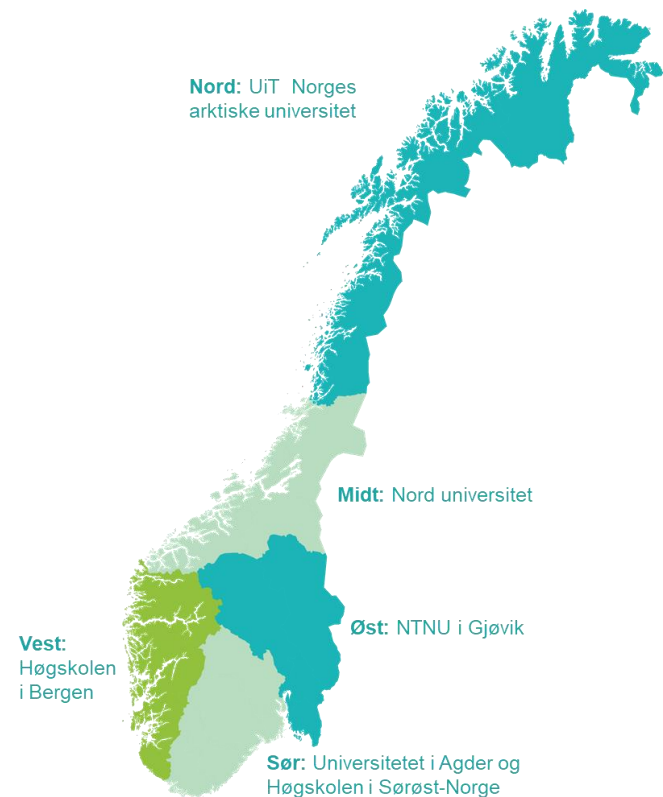 Nord: UiT Norges
arktiske universitet
Midt: Nord universitet
Øst: NTNU i Gjøvik
Vest:
Høgskolen
i Bergen
Sør: Universitetet i Agder og
Høgskolen i Sørøst-Norge